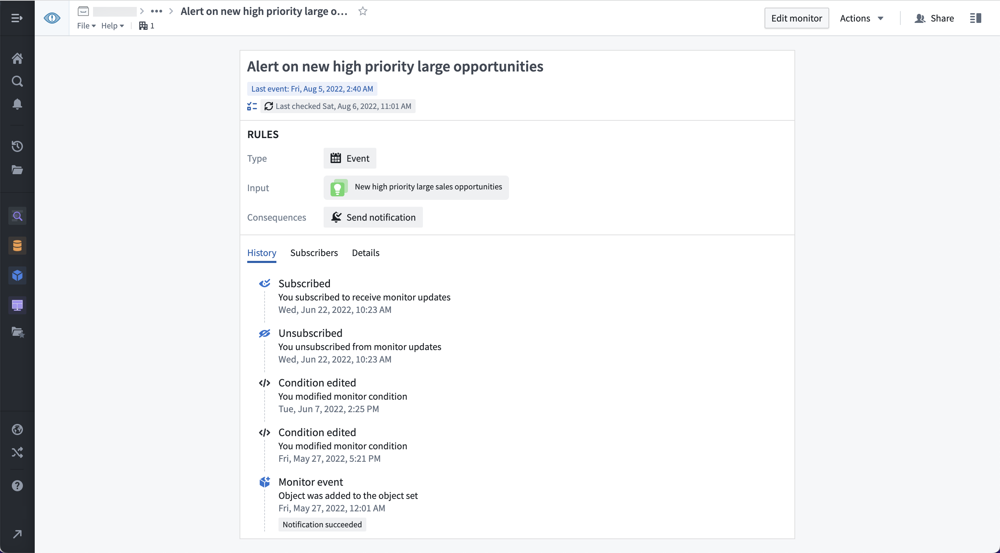 Alert on new high priority large o...
File Help 1
Edit monitor
Actions
Share
Alert on new high priority large opportunities
Last event: Fri, Aug 5, 2022, 2:40 AM
Last checked Sat, Aug 6, 2022, 11:01 AM
RULES
Type Event
Input New high priority large sales opportunities
Consequences Send notification
History Subscribers Details
Subscribed
You subscribed to receive monitor updates
Wed, Jun 22, 2022, 10:23 AM
Unsubscribed
You unsubscribed from monitor updates
Wed, Jun 22, 2022, 10:23 AM
Condition edited
You modified monitor condition
Tue, Jun 7, 2022, 2:25 PM
Condition edited
You modified monitor condition
Fri, May 27, 2022, 5:21 PM
Monitor event
Object was added to the object set
Fri, May 27, 2022, 12:01 AM
Notification succeeded